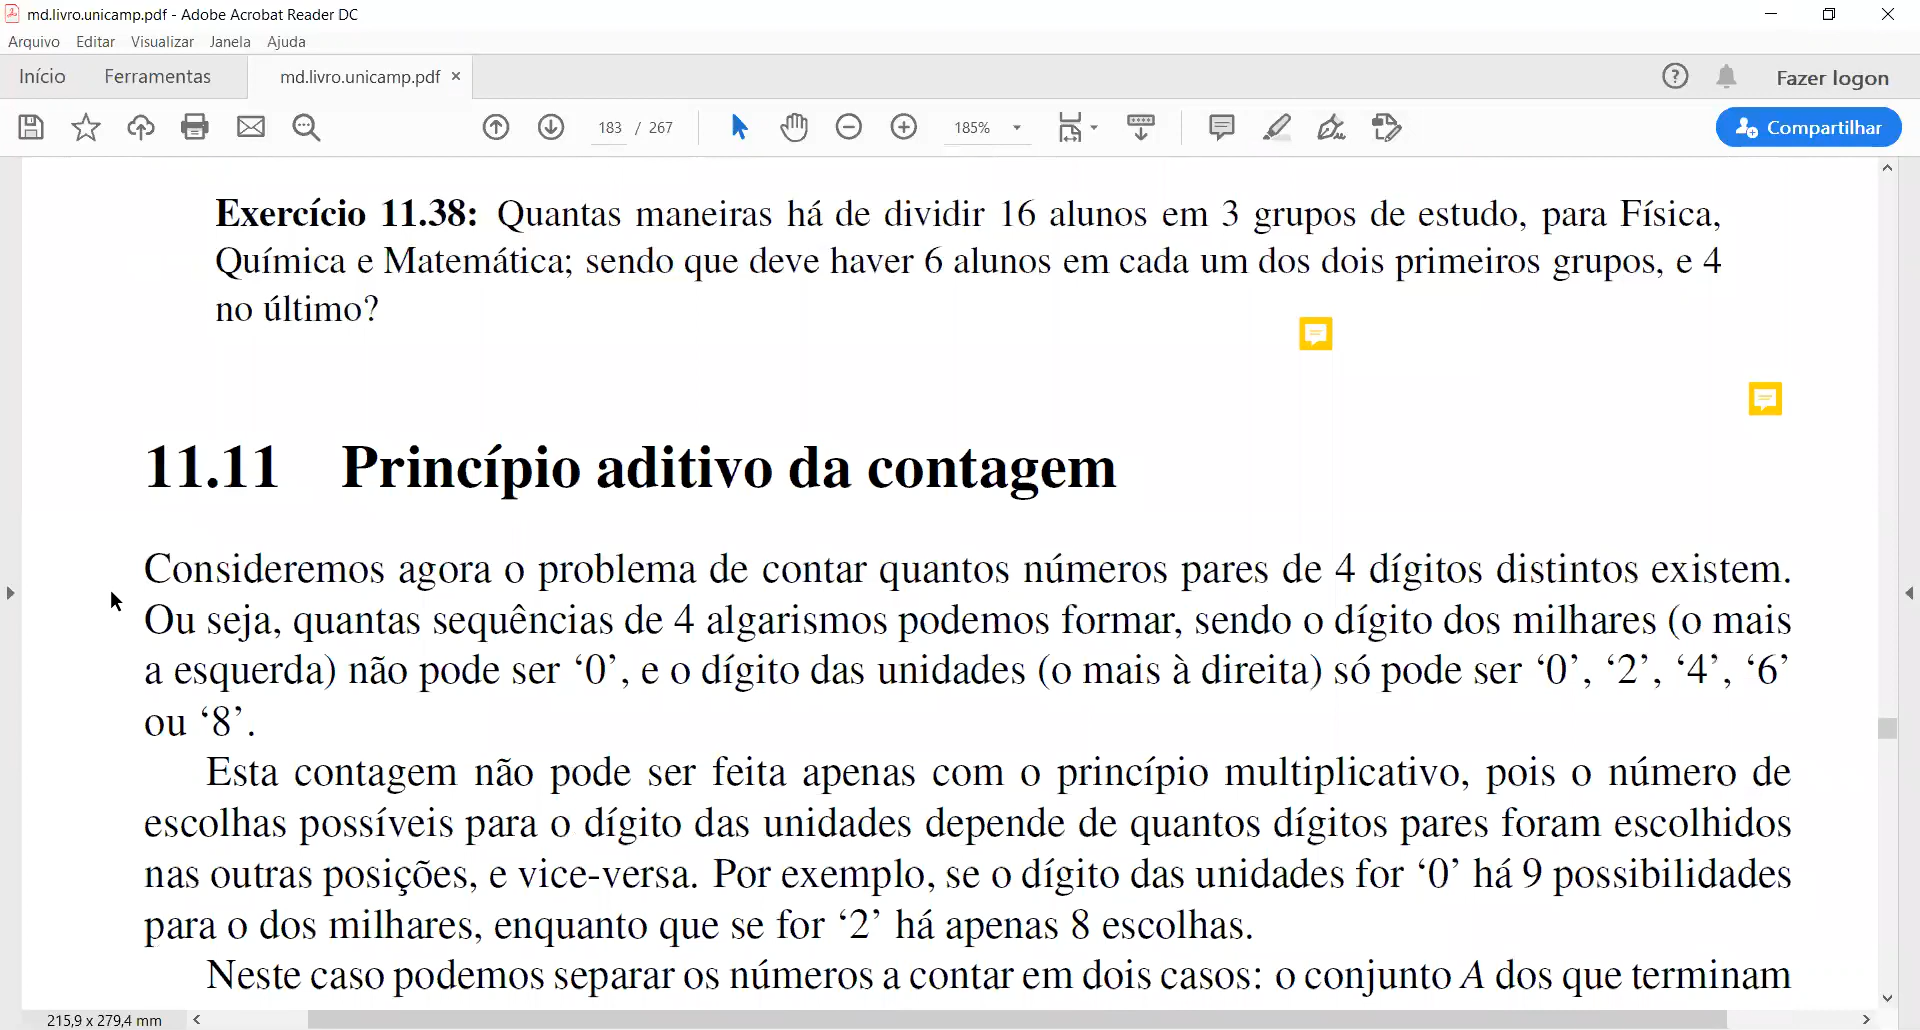 md.livro.unicamp.pdf - Adobe Acrobat Reader DC
Arquivo Editar Visualizar Janela Ajuda
Início Ferramentas md.livro.unicamp.pdf × Fazer logon
183 / 267 185% Compartilhar
Exercício 11.38: Quantas maneiras há de dividir 16 alunos em 3 grupos de estudo, para Física,
Química e Matemática; sendo que deve haver 6 alunos em cada um dos dois primeiros grupos, e 4
no último?
11.11 Princípio aditivo da contagem
Consideremos agora o problema de contar quantos números pares de 4 dígitos distintos existem.
Ou seja, quantas sequências de 4 algarismos podemos formar, sendo o dígito dos milhares (o mais
a esquerda) não pode ser ‘0’, e o dígito das unidades (o mais à direita) só pode ser ‘0’, ‘2’, ‘4’, ‘6’
ou ‘8’.
Esta contagem não pode ser feita apenas com o princípio multiplicativo, pois o número de
escolhas possíveis para o dígito das unidades depende de quantos dígitos pares foram escolhidos
nas outras posições, e vice-versa. Por exemplo, se o dígito das unidades for ‘0’ há 9 possibilidades
para o dos milhares, enquanto que se for ‘2’ há apenas 8 escolhas.
Neste caso podemos separar os números a contar em dois casos: o conjunto A dos que terminam
215,9 x 279,4 mm